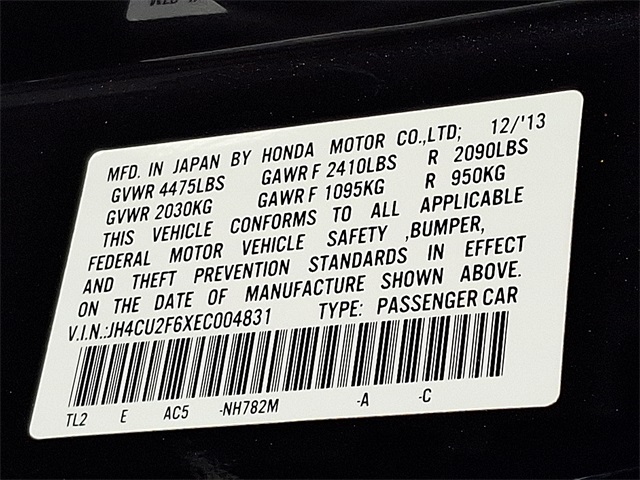 MFD. IN JAPAN BY HONDA MOTOR CO.,LTD; 12/'13
GVWR 4475LBS GAWR F 2410LBS R 2090LBS
GVWR 2030KG GAWR F 1095KG R 950KG
THIS VEHICLE CONFORMS TO ALL APPLICABLE
FEDERAL MOTOR VEHICLE SAFETY ,BUMPER,
AND THEFT PREVENTION STANDARDS IN EFFECT
ON THE DATE OF MANUFACTURE SHOWN ABOVE.
V.I.N.:JH4CU2F6XEC004831 TYPE: PASSENGER CAR
TL2 E AC5 -NH782M -A -C